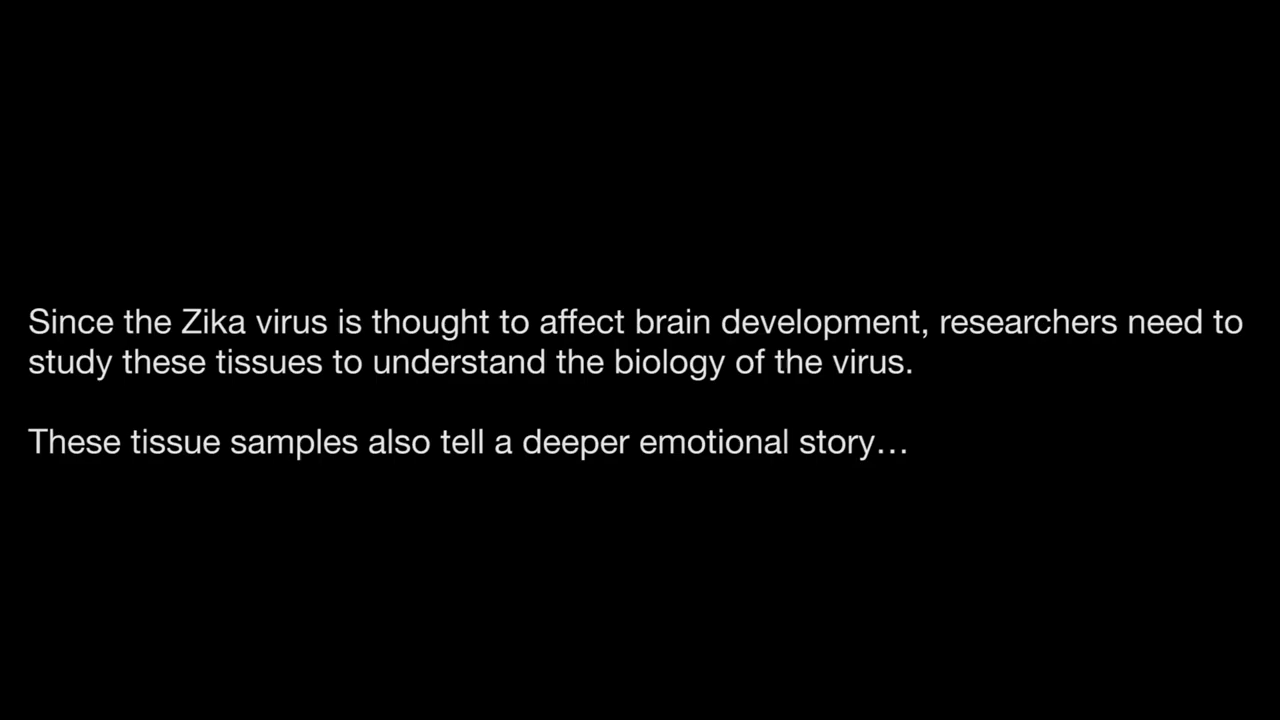 Since the Zika virus is thought to affect brain development, researchers need to
study these tissues to understand the biology of the virus.
These tissue samples also tell a deeper emotional story…